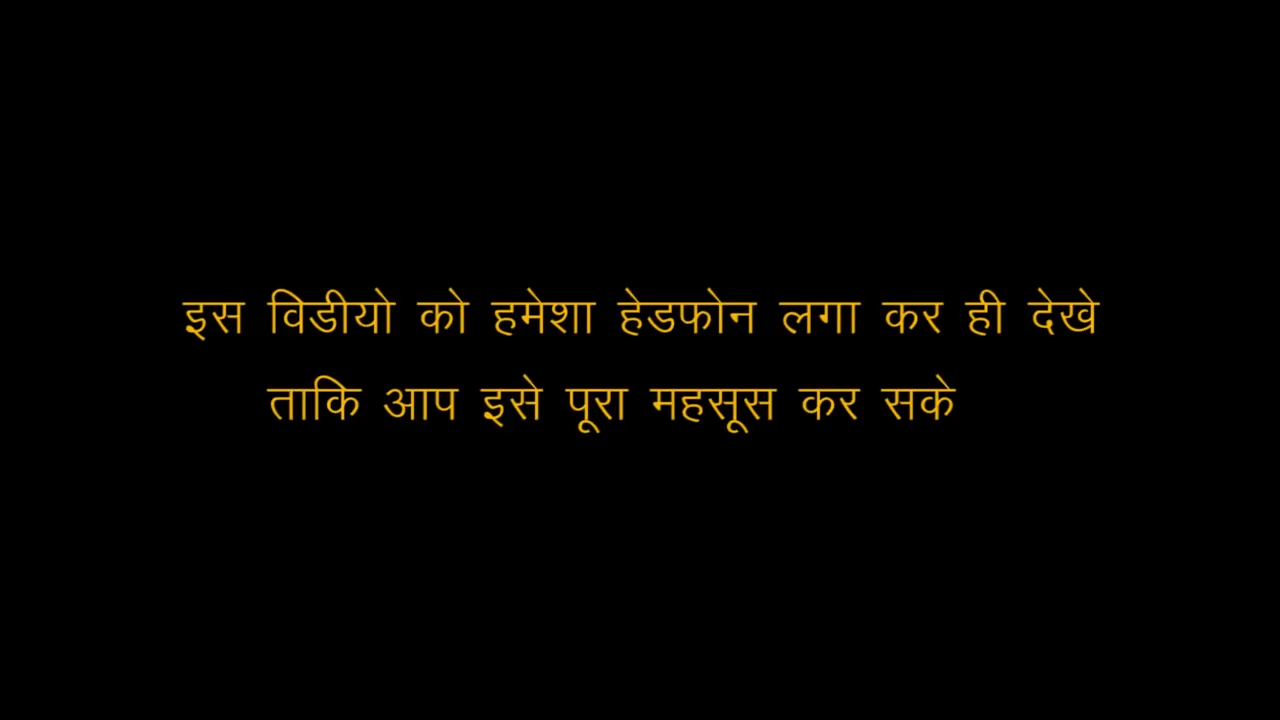 इस विडीयो को हमेशा हेडफोन लगा कर ही देखे
ताकि आप इसे पूरा महसूस कर सके